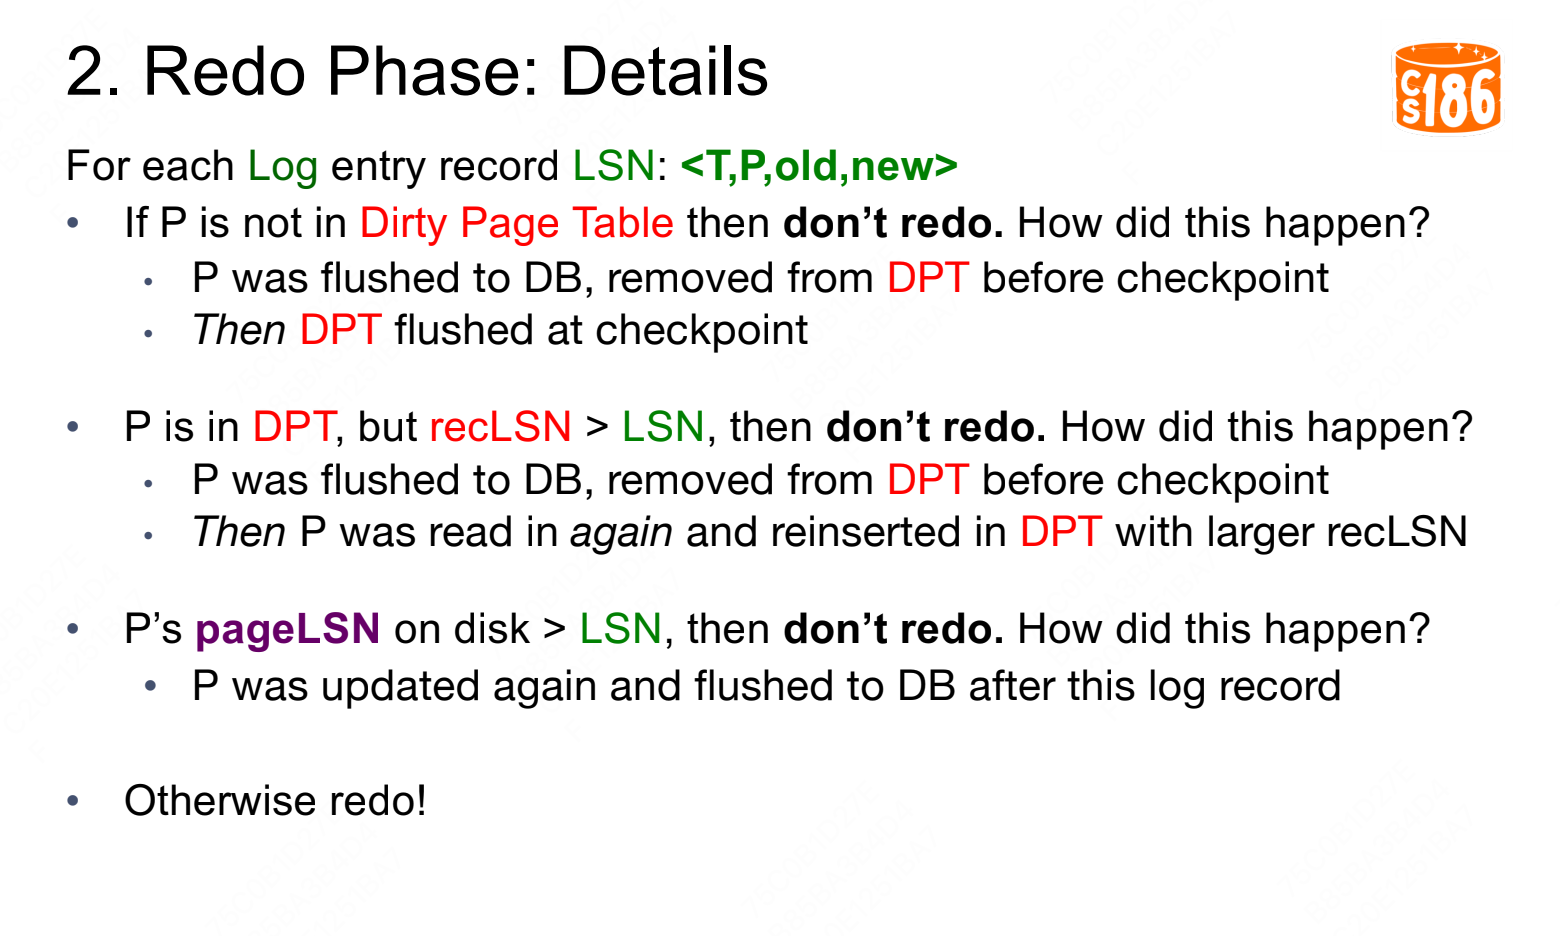 2. Redo Phase: Details
CS186
For each Log entry record LSN: <T,P,old,new>
• If P is not in Dirty Page Table then don't redo. How did this happen?
• P was flushed to DB, removed from DPT before checkpoint
• Then DPT flushed at checkpoint
• P is in DPT, but recLSN > LSN, then don't redo. How did this happen?
• P was flushed to DB, removed from DPT before checkpoint
• Then P was read in again and reinserted in DPT with larger recLSN
• P's pageLSN on disk > LSN, then don't redo. How did this happen?
• P was updated again and flushed to DB after this log record
• Otherwise redo!